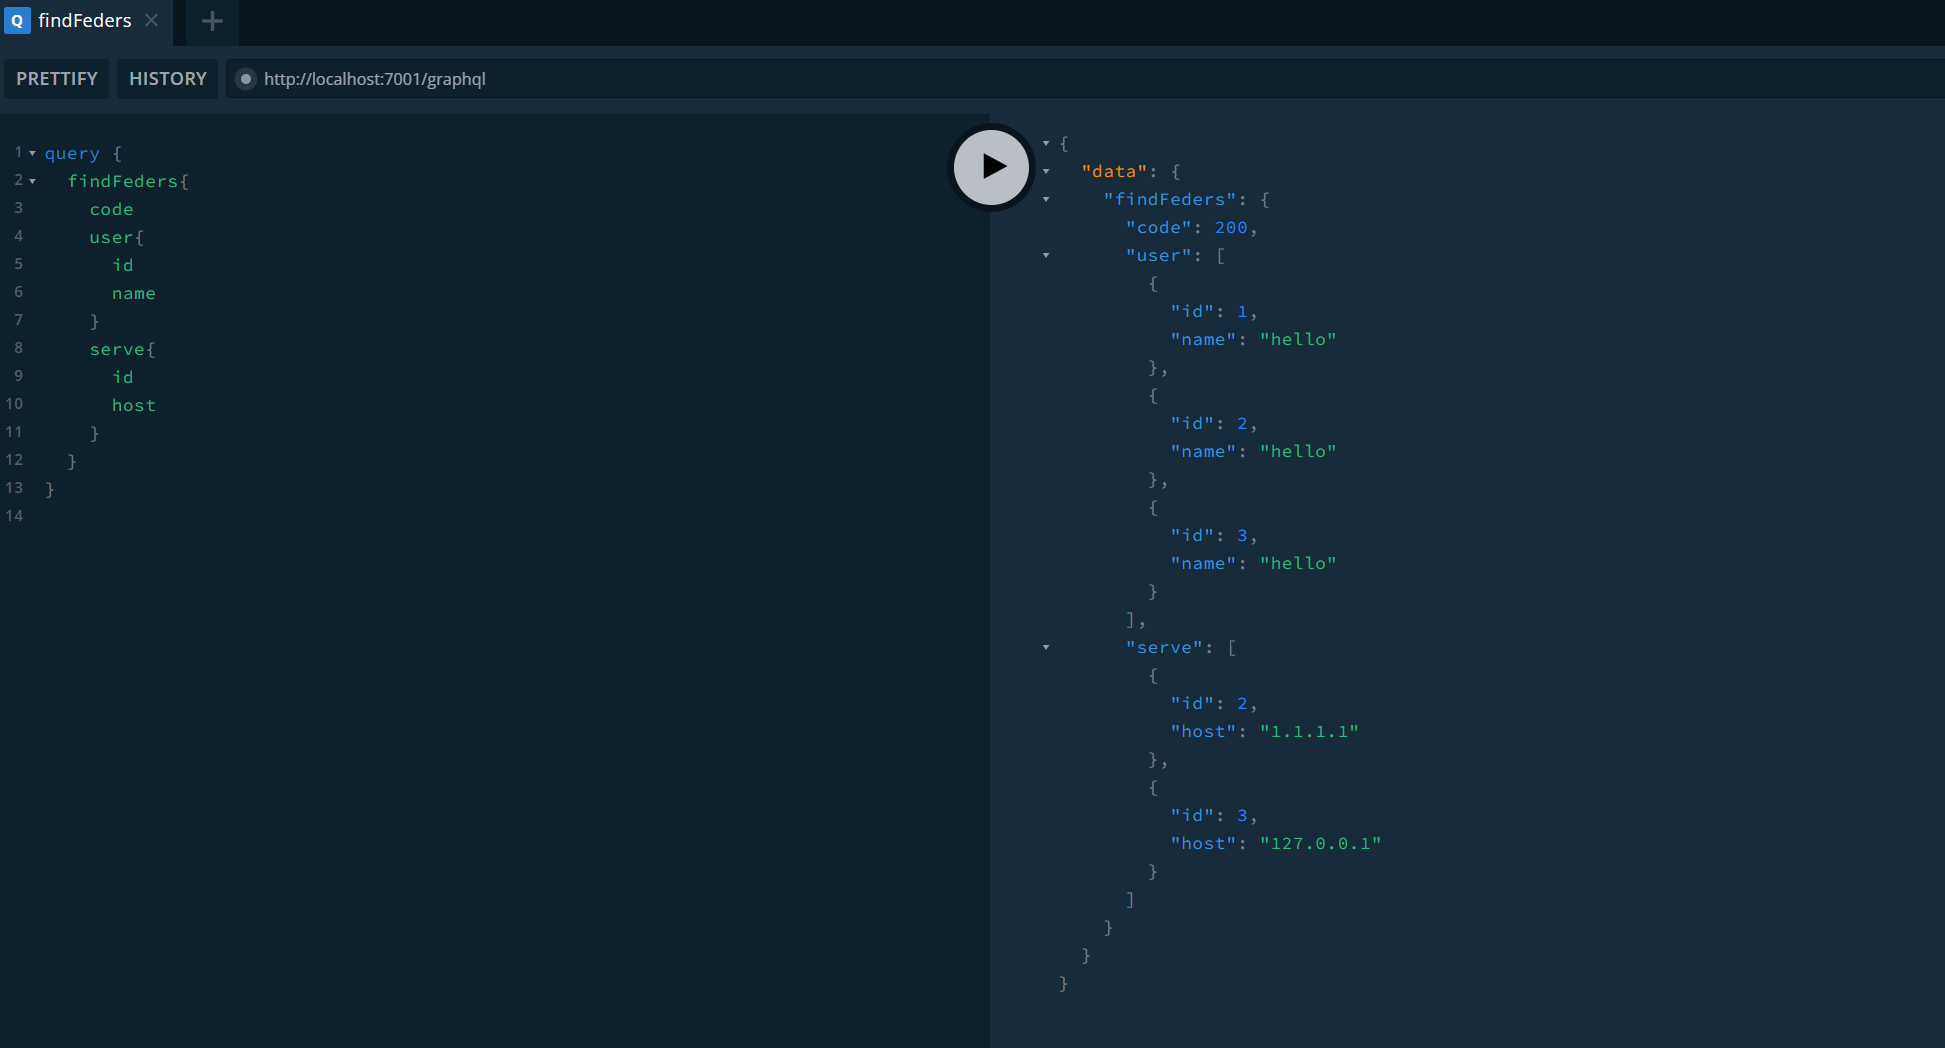 Q findFeders
PRETTIFY HISTORY http://localhost:7001/graphql
1 query {
2 findFeders{
3 code
4 user{
5 id
6 name
7 }
8 serve{
9 id
10 host
11 }
12 }
13 }
14
{
"data": {
"findFeders": {
"code": 200,
"user": [
{
"id": 1,
"name": "hello"
},
{
"id": 2,
"name": "hello"
},
{
"id": 3,
"name": "hello"
}
],
"serve": [
{
"id": 2,
"host": "1.1.1.1"
},
{
"id": 3,
"host": "127.0.0.1"
}
]
}
}
}